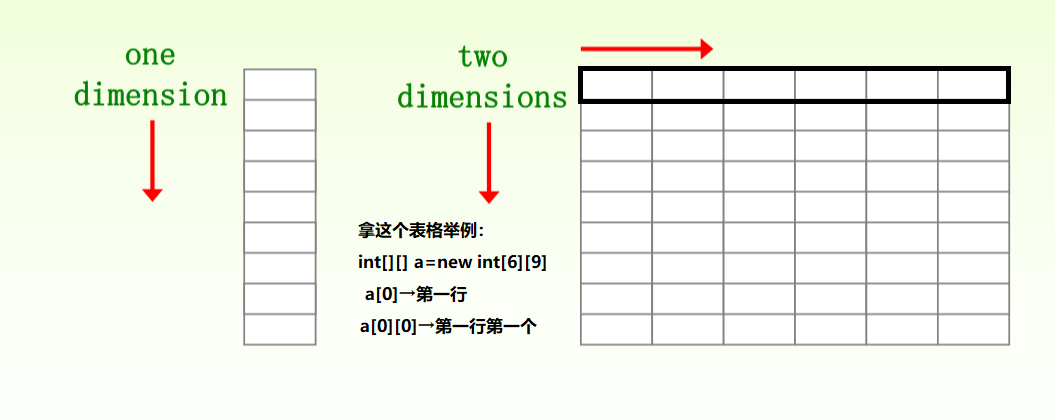 one
dimension
two
dimensions
拿这个表格举例：
int[][] a=new int[6][9]
a[0]→第一行
a[0][0]→第一行第一个